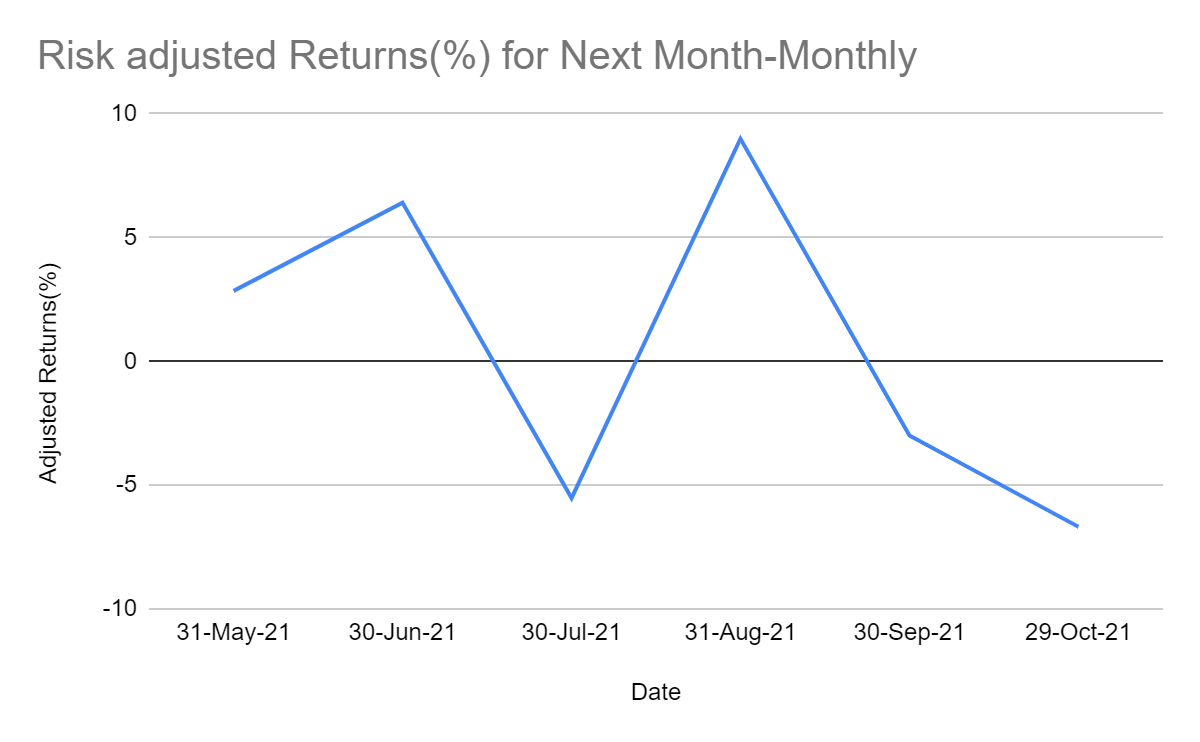 Risk adjusted Returns(%) for Next Month-Monthly
10
5
0
-5
-10
Adjusted Returns(%)
31-May-21 30-Jun-21 30-Jul-21 31-Aug-21 30-Sep-21 29-Oct-21
Date